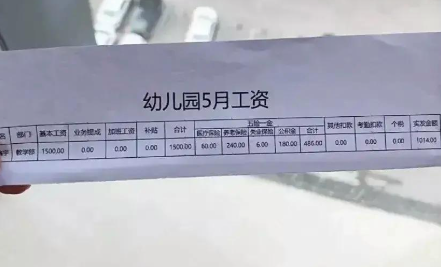 幼儿园5月工资
名 部门 基本工资 业务提成 加班工资 补贴 合计 五险一金 其他扣款 考勤扣款 个税 实发金额
医疗保险 养老保险 失业保险 公积金 合计
教学部 1500.00 0.00 0.00 0.00 1500.00 60.00 240.00 6.00 180.00 486.00 0.00 0.00 0.00 1014.00